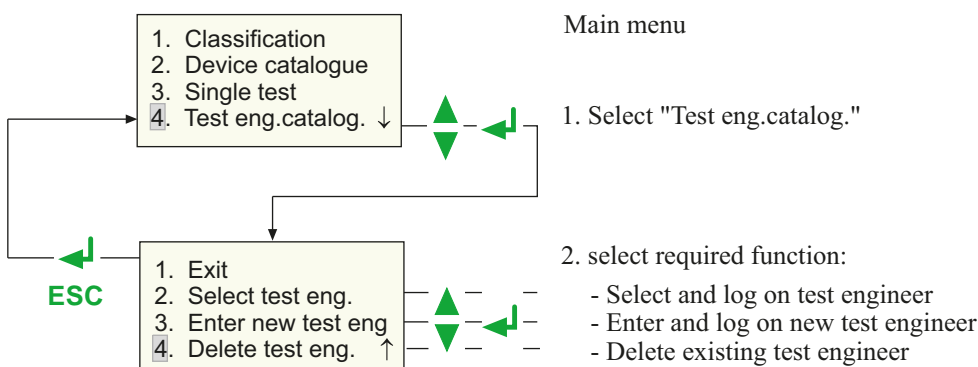 Main menu
1. Classification
2. Device catalogue
3. Single test
4. Test eng.catalog. ↓
1. Select "Test eng.catalog."
ESC
1. Exit
2. Select test eng.
3. Enter new test eng
4. Delete test eng. ↑
2. select required function:
- Select and log on test engineer
- Enter and log on new test engineer
- Delete existing test engineer